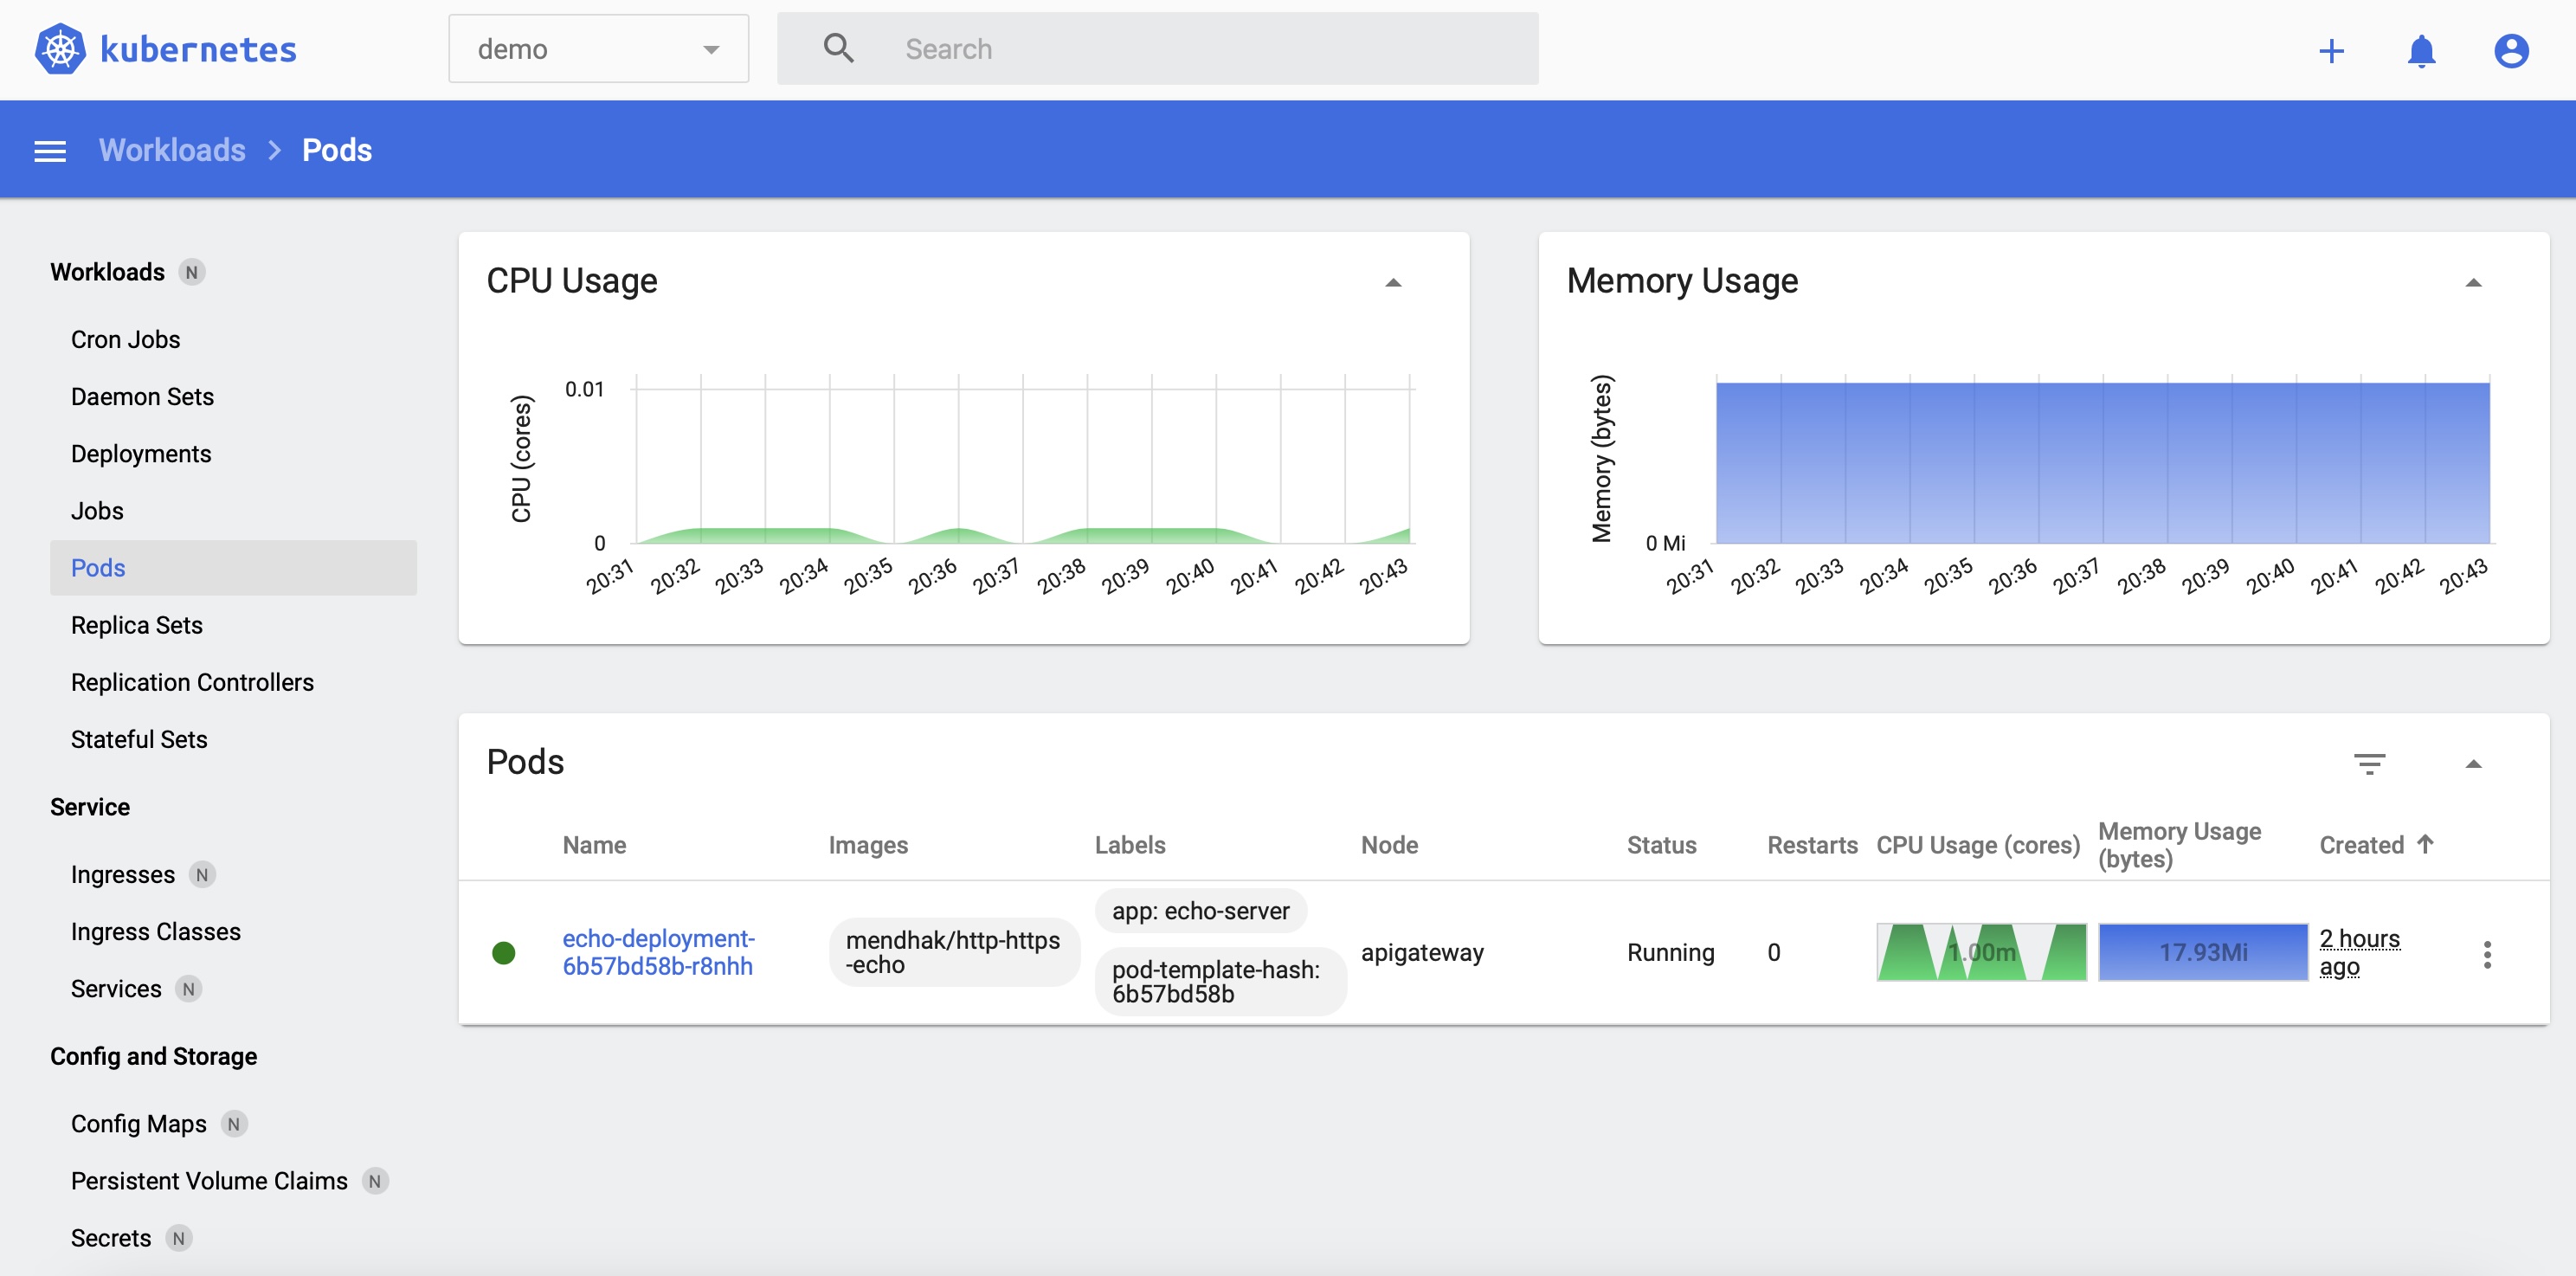 kubernetes
demo
Search
Workloads > Pods
Workloads N
Cron Jobs
Daemon Sets
Deployments
Jobs
Pods
Replica Sets
Replication Controllers
Stateful Sets
Service
Ingresses N
Ingress Classes
Services N
Config and Storage
Config Maps N
Persistent Volume Claims N
Secrets N
CPU Usage
CPU (cores)
0.01
0
20:31 20:32 20:33 20:34 20:35 20:36 20:37 20:38 20:39 20:40 20:41 20:42 20:43
Memory Usage
Memory (bytes)
0 Mi
20:31 20:32 20:33 20:34 20:35 20:36 20:37 20:38 20:39 20:40 20:41 20:42 20:43
Pods
Name
Images
Labels
Node
Status
Restarts
CPU Usage (cores)
Memory Usage
(bytes)
Created
echo-deployment-
6b57bd58b-r8nhh
mendhak/http-https
-echo
app: echo-server
pod-template-hash:
6b57bd58b
apigateway
Running
0
1.00m
17.93Mi
2 hours
ago